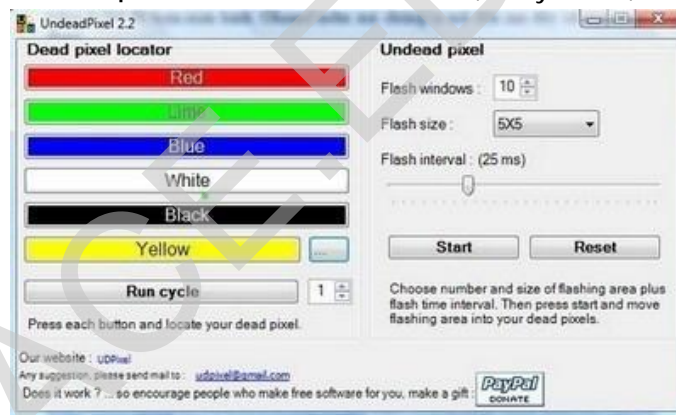 UndeadPixel 2.2
Dead pixel locator
Red
Lime
Blue
White
Black
Yellow
...
Run cycle 1
Press each button and locate your dead pixel.
Undead pixel
Flash windows : 10
Flash size : 5X5
Flash interval : (25 ms)
Start Reset
Choose number and size of flashing area plus
flash time interval. Then press start and move
flashing area into your dead pixels.
Our website : UDPixel
Any suggestion, please send mail to : udpixel@gmail.com
Does it work ? ... so encourage people who make free software for you, make a gift :
PayPal
DONATE